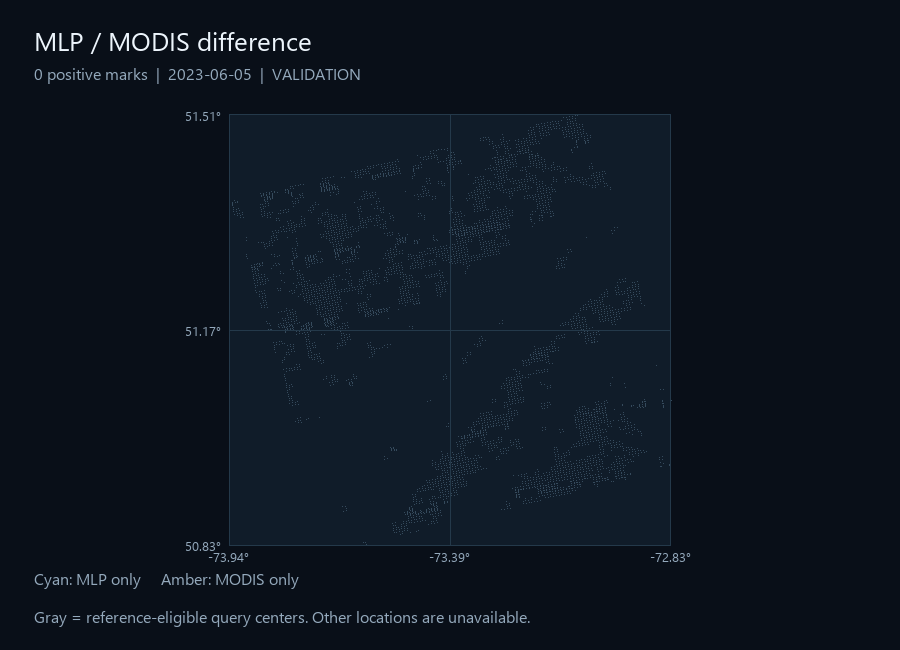 MLP / MODIS difference
0 positive marks | 2023-06-05 | VALIDATION
51.51°
51.17°
50.83°
-73.94°
-73.39°
-72.83°
Cyan: MLP only
Amber: MODIS only
Gray = reference-eligible query centers. Other locations are unavailable.